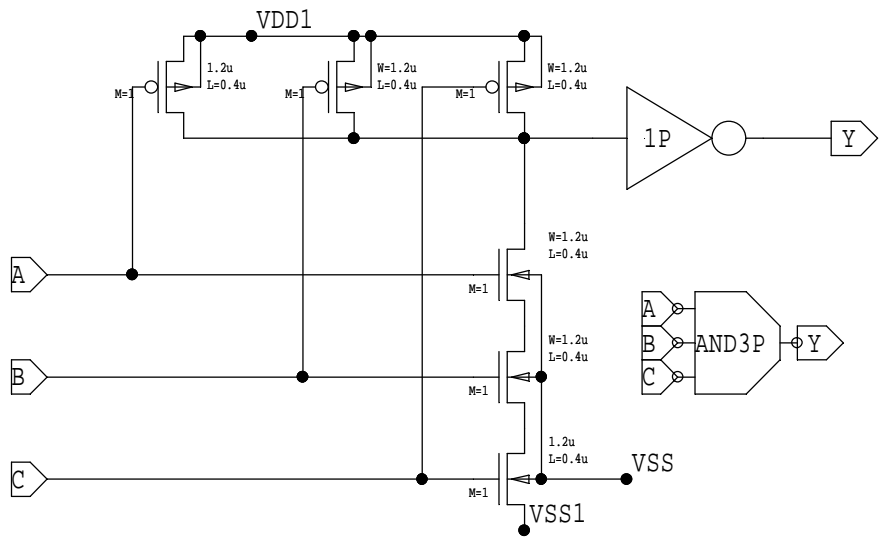 VDD1
1.2u
L=0.4u
M=1
W=1.2u
L=0.4u
M=1
W=1.2u
L=0.4u
M=1
1P
Y
W=1.2u
L=0.4u
A
M=1
W=1.2u
L=0.4u
B
M=1
1.2u
L=0.4u
C
M=1
VSS
VSS1
A
B
C
AND3P
Y